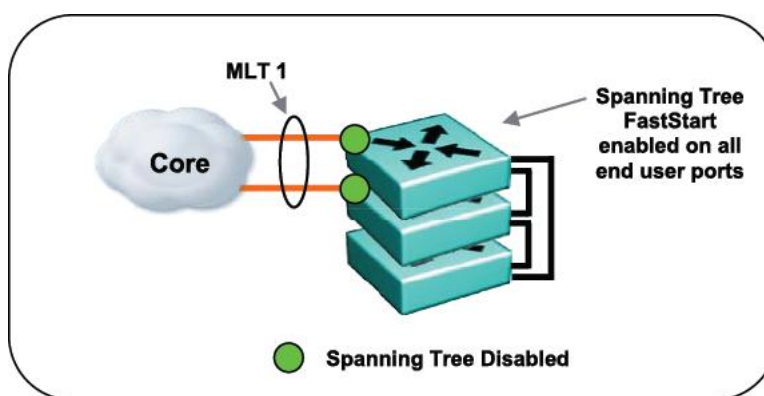 MLT 1
Core
Spanning Tree
FastStart
enabled on all
end user ports
Spanning Tree Disabled